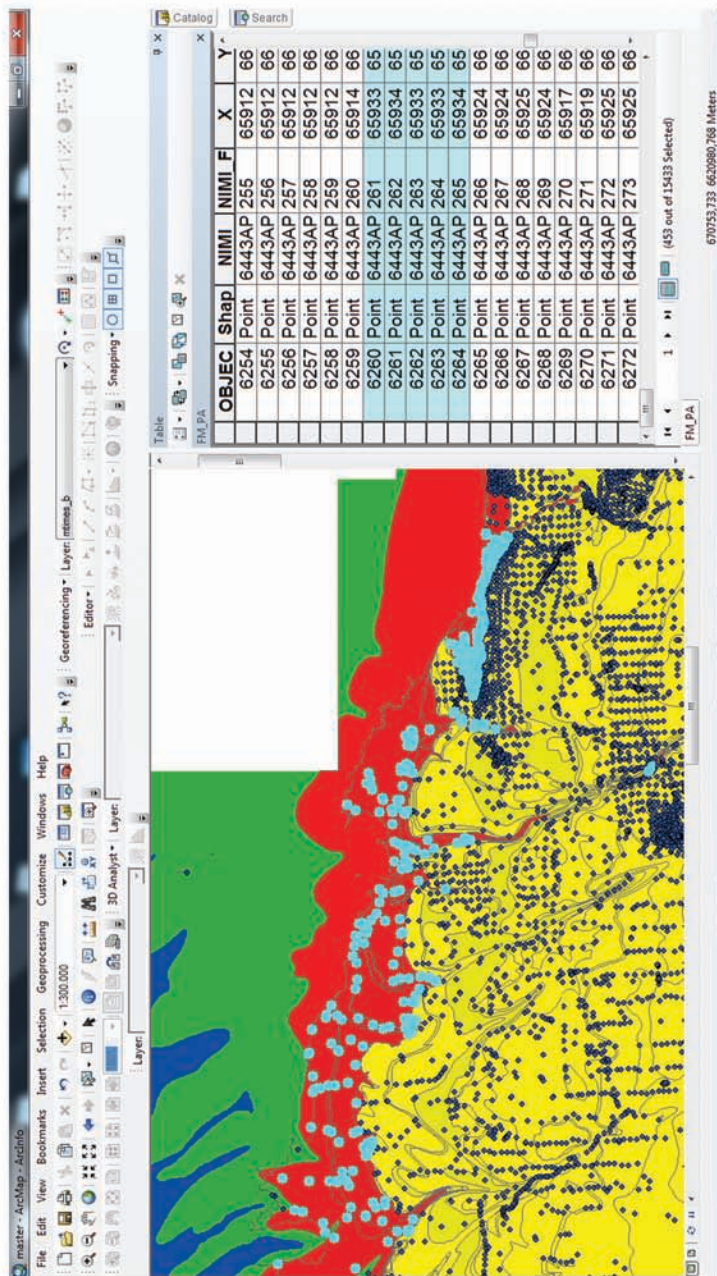 master - ArcMap - ArcInfo
File Edit View Bookmarks Insert Selection Geoprocessing Customize Windows Help
1:300.000
Georeferencing Layer: mtimes_b
Editor
3D Analyst Layer:
Snapping
Layer:
Table
FM_PA
OBJEC Shap NIMI NIMI_F X Y
6254 Point 6443AP 255 65912 66
6255 Point 6443AP 256 65912 66
6256 Point 6443AP 257 65912 66
6257 Point 6443AP 258 65912 66
6258 Point 6443AP 259 65912 66
6259 Point 6443AP 260 65914 66
6260 Point 6443AP 261 65933 65
6261 Point 6443AP 262 65934 65
6262 Point 6443AP 263 65933 65
6263 Point 6443AP 264 65933 65
6264 Point 6443AP 265 65934 65
6265 Point 6443AP 266 65924 66
6266 Point 6443AP 267 65924 66
6267 Point 6443AP 268 65925 66
6268 Point 6443AP 269 65924 66
6269 Point 6443AP 270 65917 66
6270 Point 6443AP 271 65919 66
6271 Point 6443AP 272 65925 66
6272 Point 6443AP 273 65925 66
1
(453 out of 15433 Selected)
FM_PA
Catalog
Search
670753,733 6620980,768 Meters